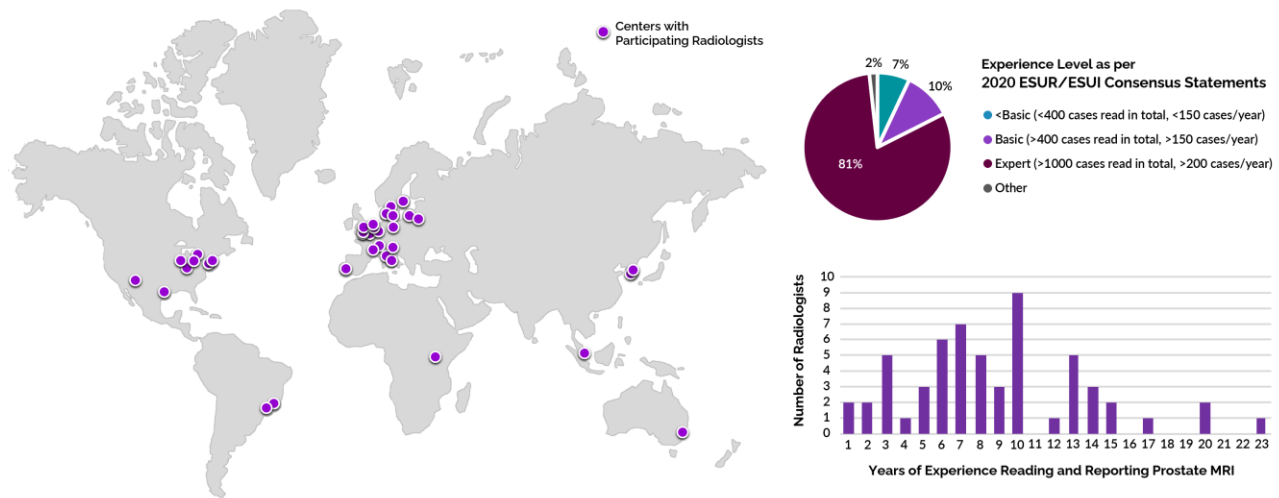 Centers with
Participating Radiologists
2%
7%
10%
81%
Experience Level as per
2020 ESUR/ESUI Consensus Statements
<Basic (<400 cases read in total, <150 cases/year)
Basic (>400 cases read in total, >150 cases/year)
Expert (>1000 cases read in total, >200 cases/year)
Other
Number of Radiologists
10
9
8
7
6
5
4
3
2
1
0
1 2 3 4 5 6 7 8 9 10 11 12 13 14 15 16 17 18 19 20 21 22 23
Years of Experience Reading and Reporting Prostate MRI